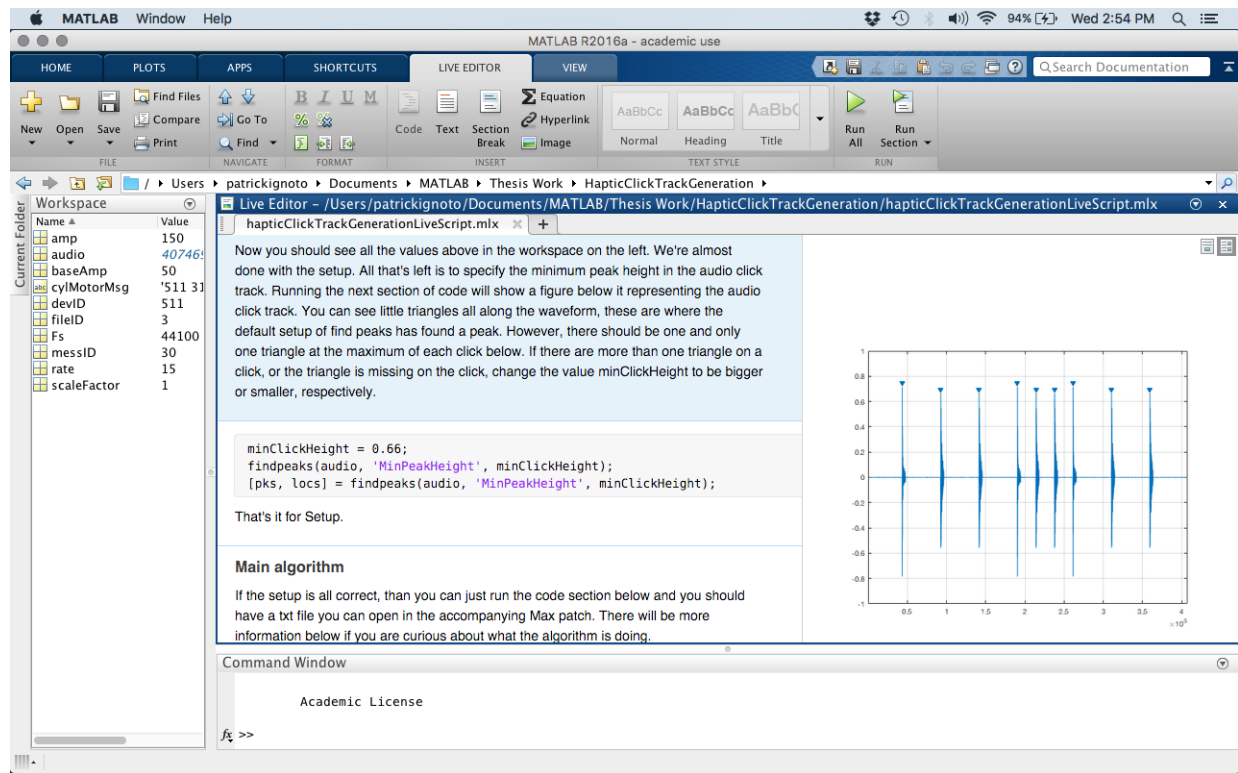 MATLAB Window Help 94% Wed 2:54 PM
MATLAB R2016a - academic use
HOME PLOTS APPS SHORTCUTS LIVE EDITOR VIEW Search Documentation
New Open Save Find Files Compare Print
FILE
Go To Find
NAVIGATE
B I U M
FORMAT
Code Text Section Break Equation Hyperlink Image
INSERT
AaBbCc AaBbCc AaBbC
Normal Heading Title
TEXT STYLE
Run All Run Section
RUN
/ Users patrickignoto Documents MATLAB Thesis Work HapticClickTrackGeneration
Current Folder
Workspace
Name Value
amp 150
audio 407469
baseAmp 50
cylMotorMsg '511 31
devID 511
fileID 3
Fs 44100
messID 30
rate 15
scaleFactor 1
Live Editor - /Users/patrickignoto/Documents/MATLAB/Thesis Work/HapticClickTrackGeneration/hapticClickTrackGenerationLiveScript.mlx
hapticClickTrackGenerationLiveScript.mlx
Now you should see all the values above in the workspace on the left. We're almost
done with the setup. All that's left is to specify the minimum peak height in the audio click
track. Running the next section of code will show a figure below it representing the audio
click track. You can see little triangles all along the waveform, these are where the
default setup of find peaks has found a peak. However, there should be one and only
one triangle at the maximum of each click below. If there are more than one triangle on a
click, or the triangle is missing on the click, change the value minClickHeight to be bigger
or smaller, respectively.
minClickHeight = 0.66;
findpeaks(audio, 'MinPeakHeight', minClickHeight);
[pks, locs] = findpeaks(audio, 'MinPeakHeight', minClickHeight);
That's it for Setup.
Main algorithm
If the setup is all correct, than you can just run the code section below and you should
have a txt file you can open in the accompanying Max patch. There will be more
information below if you are curious about what the algorithm is doing.
1
0.8
0.6
0.4
0.2
0
-0.2
-0.4
-0.6
-0.8
-1
0.5 1 1.5 2 2.5 3 3.5 4
×10⁵
Command Window
Academic License
fx >>